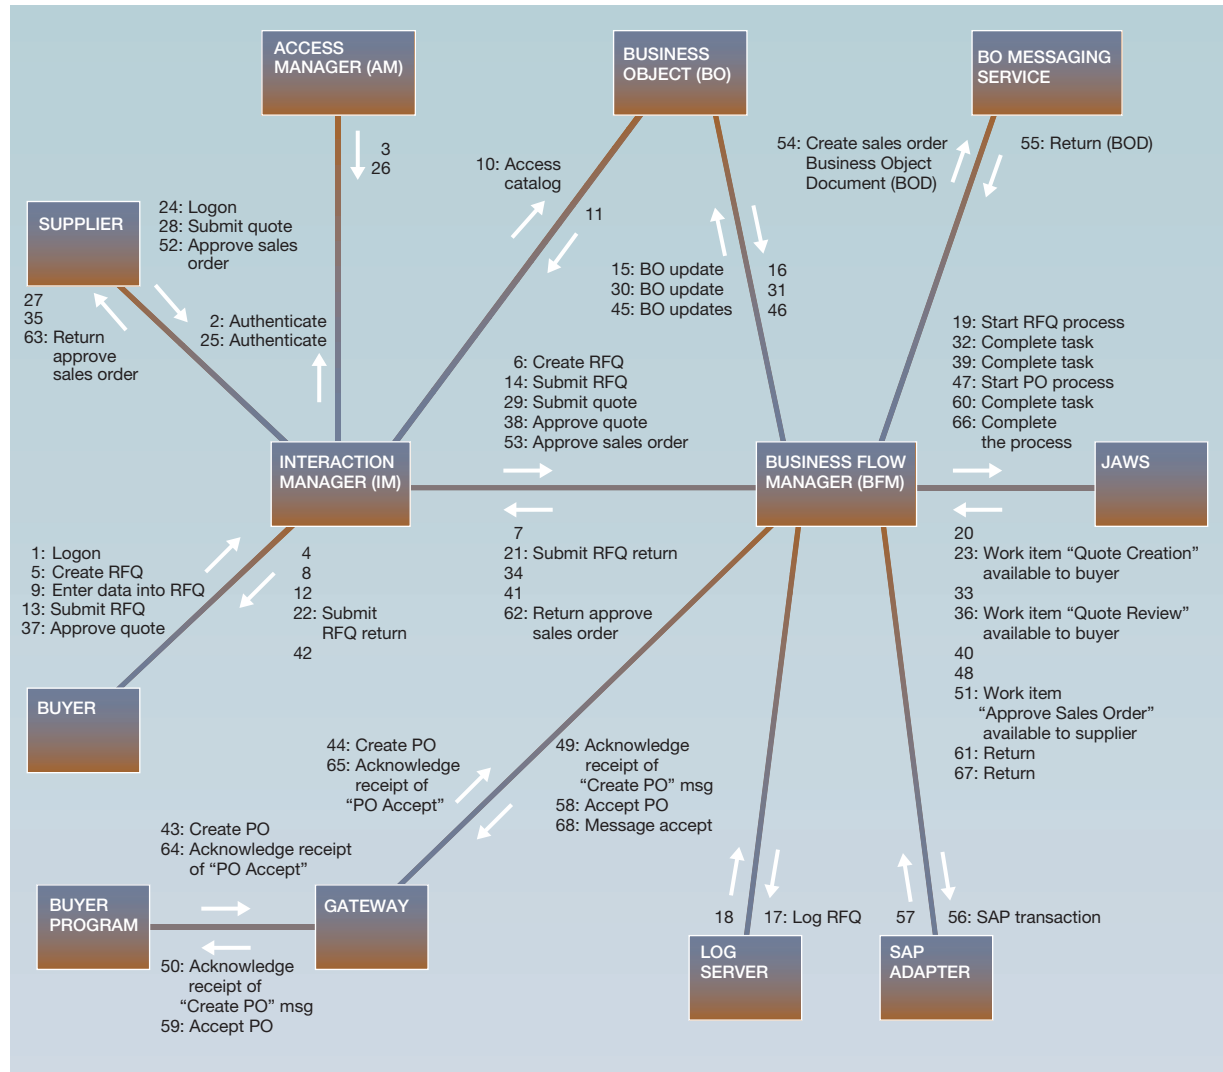 ACCESS
MANAGER (AM)
BUSINESS
OBJECT (BO)
BO MESSAGING
SERVICE
3
26
10: Access
catalog
11
54: Create sales order
Business Object
Document (BOD)
55: Return (BOD)
SUPPLIER
24: Logon
28: Submit quote
52: Approve sales
order
27
35
63: Return
approve
sales order
2: Authenticate
25: Authenticate
15: BO update
30: BO update
45: BO updates
16
31
46
6: Create RFQ
14: Submit RFQ
29: Submit quote
38: Approve quote
53: Approve sales order
19: Start RFQ process
32: Complete task
39: Complete task
47: Start PO process
60: Complete task
66: Complete
the process
INTERACTION
MANAGER (IM)
BUSINESS FLOW
MANAGER (BFM)
JAWS
1: Logon
5: Create RFQ
9: Enter data into RFQ
13: Submit RFQ
37: Approve quote
4
8
12
22: Submit
RFQ return
42
7
21: Submit RFQ return
34
41
62: Return approve
sales order
20
23: Work item “Quote Creation”
available to buyer
33
36: Work item “Quote Review”
available to buyer
40
48
51: Work item
“Approve Sales Order”
available to supplier
61: Return
67: Return
BUYER
44: Create PO
65: Acknowledge
receipt of
“PO Accept”
49: Acknowledge
receipt of
“Create PO” msg
58: Accept PO
68: Message accept
43: Create PO
64: Acknowledge receipt
of “PO Accept”
BUYER
PROGRAM
GATEWAY
50: Acknowledge
receipt of
“Create PO” msg
59: Accept PO
18
17: Log RFQ
57
56: SAP transaction
LOG
SERVER
SAP
ADAPTER